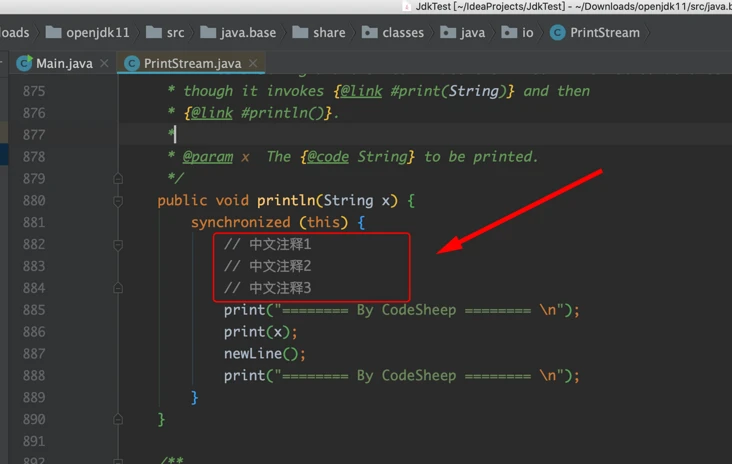 JdkTest [~/IdeaProjects/JdkTest] - ~/Downloads/openjdk11/src/java.b
loads openjdk11 src java.base share classes java io PrintStream
Main.java PrintStream.java
875 * though it invokes {@link #print(String)} and then
876 * {@link #println()}.
877 *
878 * @param x The {@code String} to be printed.
879 */
880 public void println(String x) {
881 synchronized (this) {
882 // 中文注释1
883 // 中文注释2
884 // 中文注释3
885 print("======== By CodeSheep ======== \n");
886 print(x);
887 newLine();
888 print("======== By CodeSheep ======== \n");
889 }
890 }
891
892 /**